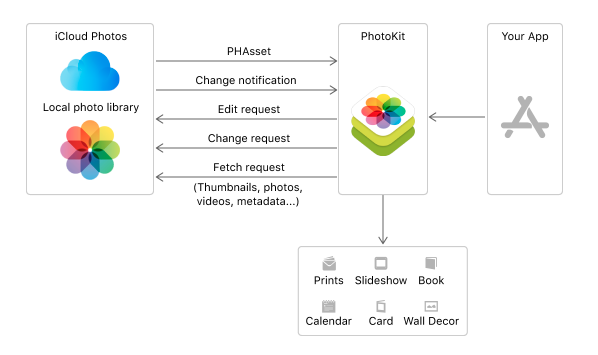 iCloud Photos
Local photo library
PHAsset
Change notification
Edit request
Change request
Fetch request
(Thumbnails, photos,
videos, metadata...)
PhotoKit
Your App
Prints Slideshow Book
Calendar Card Wall Decor